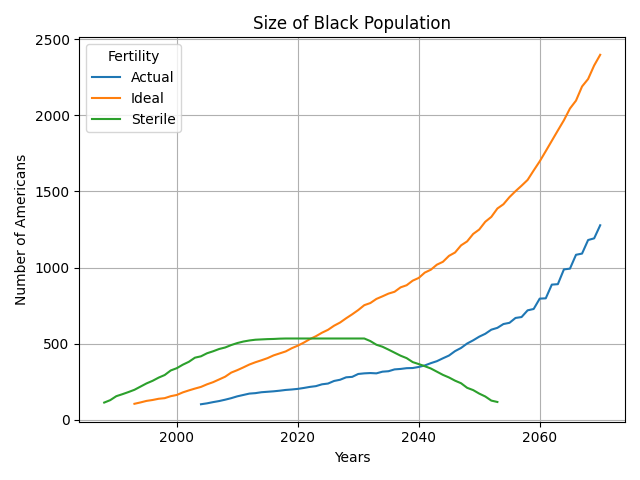 Size of Black Population
Fertility
Actual
Ideal
Sterile
Number of Americans
2500
2000
1500
1000
500
0
2000
2020
2040
2060
Years